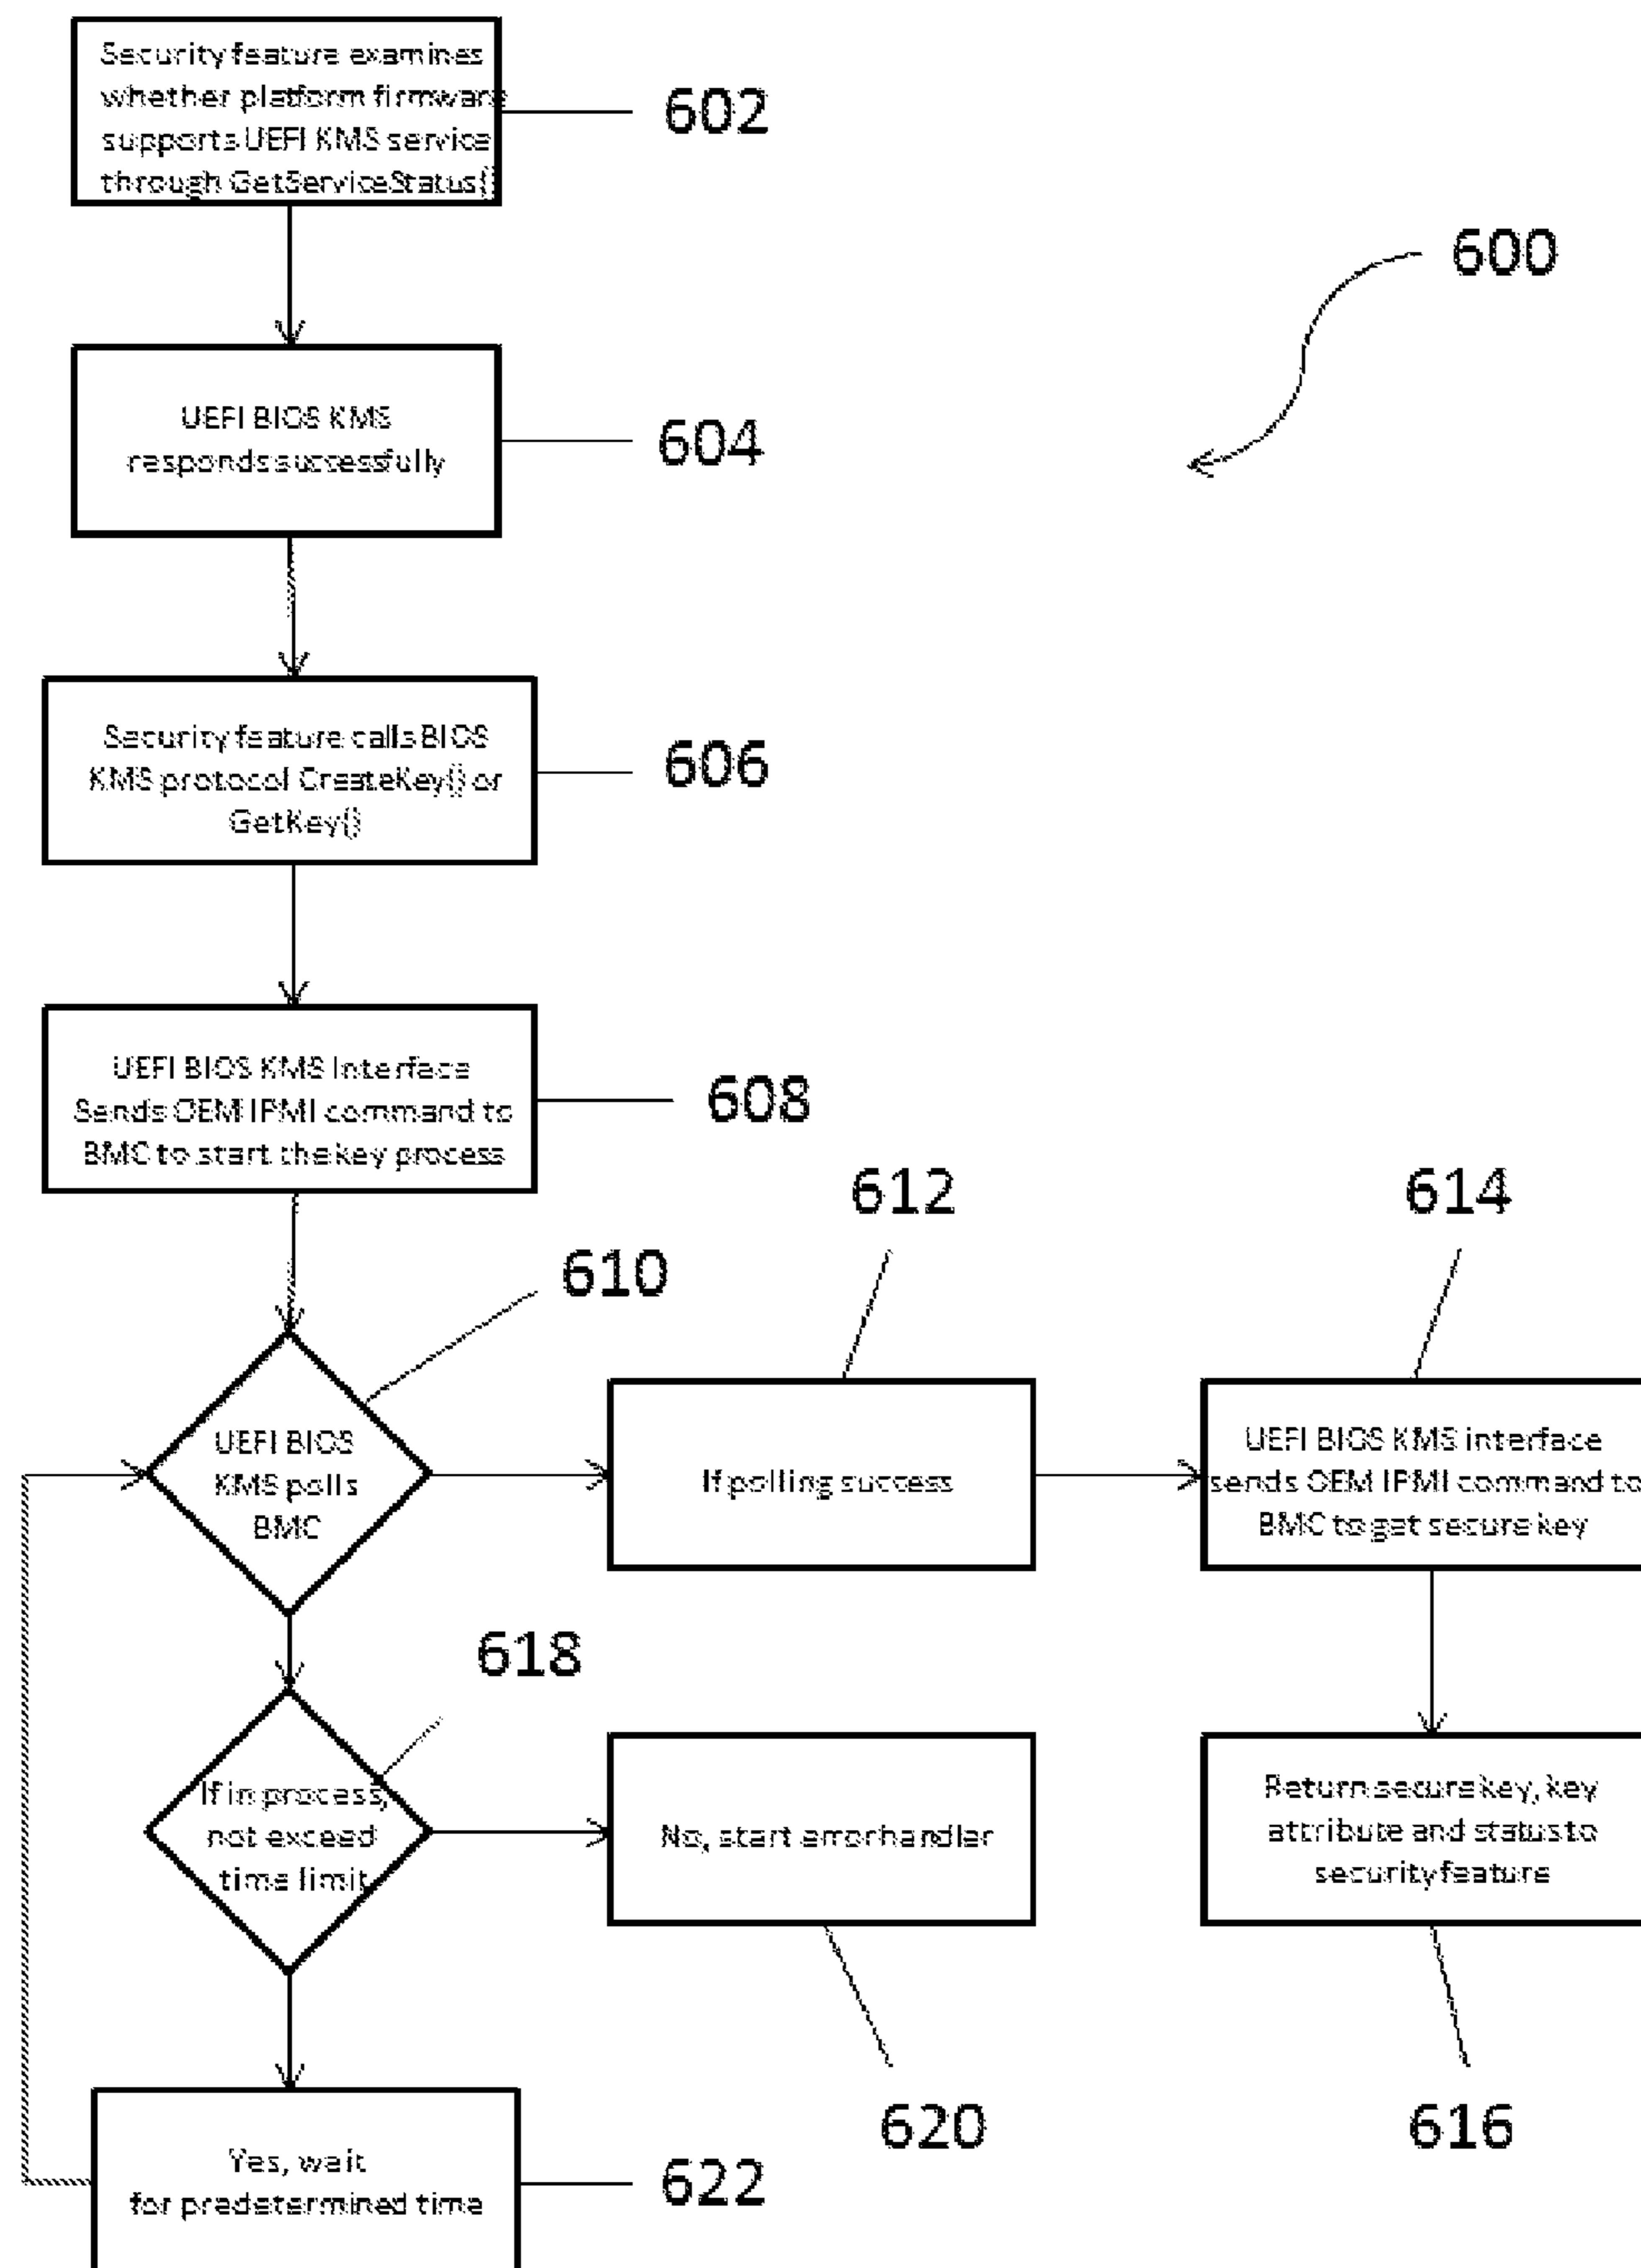 Security feature examines
whether platform firmware
supports UEFI KMS service
through GetServiceStatus()
602
600
UEFI BIOS KMS
responds successfully
604
Security feature calls BIOS
KMS protocol CreateKey() or
GetKey()
606
UEFI BIOS KMS Interface
Sends OEM IPMI command to
BMC to start the key process
608
612
614
610
UEFI BIOS
KMS polls
BMC
If polling success
UEFI BIOS KMS interface
sends OEM IPMI command to
BMC to get secure key
618
If in process,
not exceed
time limit
No, start error handler
Return secure key, key
attribute and status to
security feature
620
616
Yes, wait
for predetermined time
622